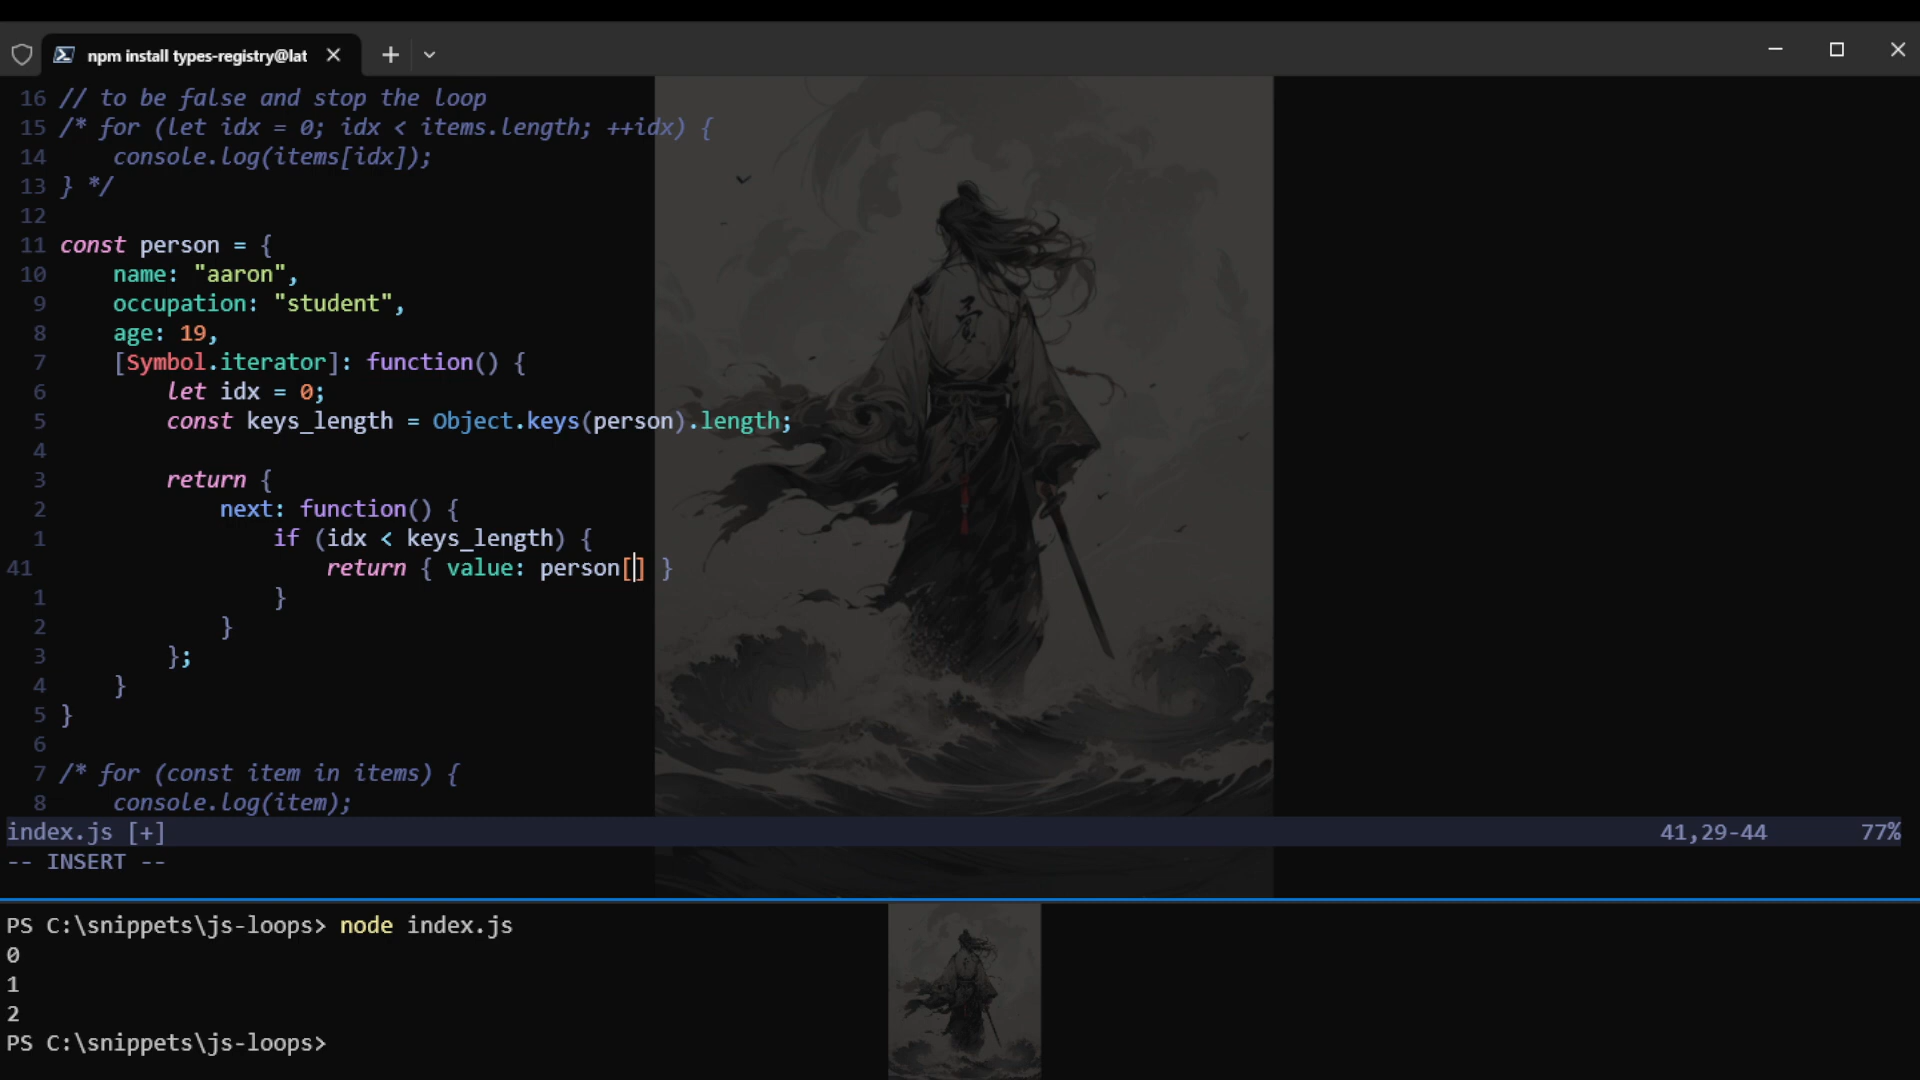 npm install types-registry@lat
16 // to be false and stop the loop
15 /* for (let idx = 0; idx < items.length; ++idx) {
14     console.log(items[idx]);
13 } */
12
11 const person = {
10     name: "aaron",
9     occupation: "student",
8     age: 19,
7     [Symbol.iterator]: function() {
6         let idx = 0;
5         const keys_length = Object.keys(person).length;
4
3         return {
2             next: function() {
1                 if (idx < keys_length) {
41                     return { value: person[] }
1                 }
2             }
3         };
4     }
5 }
6
7 /* for (const item in items) {
8     console.log(item);
index.js [+] 41,29-44 77%
-- INSERT --
PS C:\snippets\js-loops> node index.js
0
1
2
PS C:\snippets\js-loops>